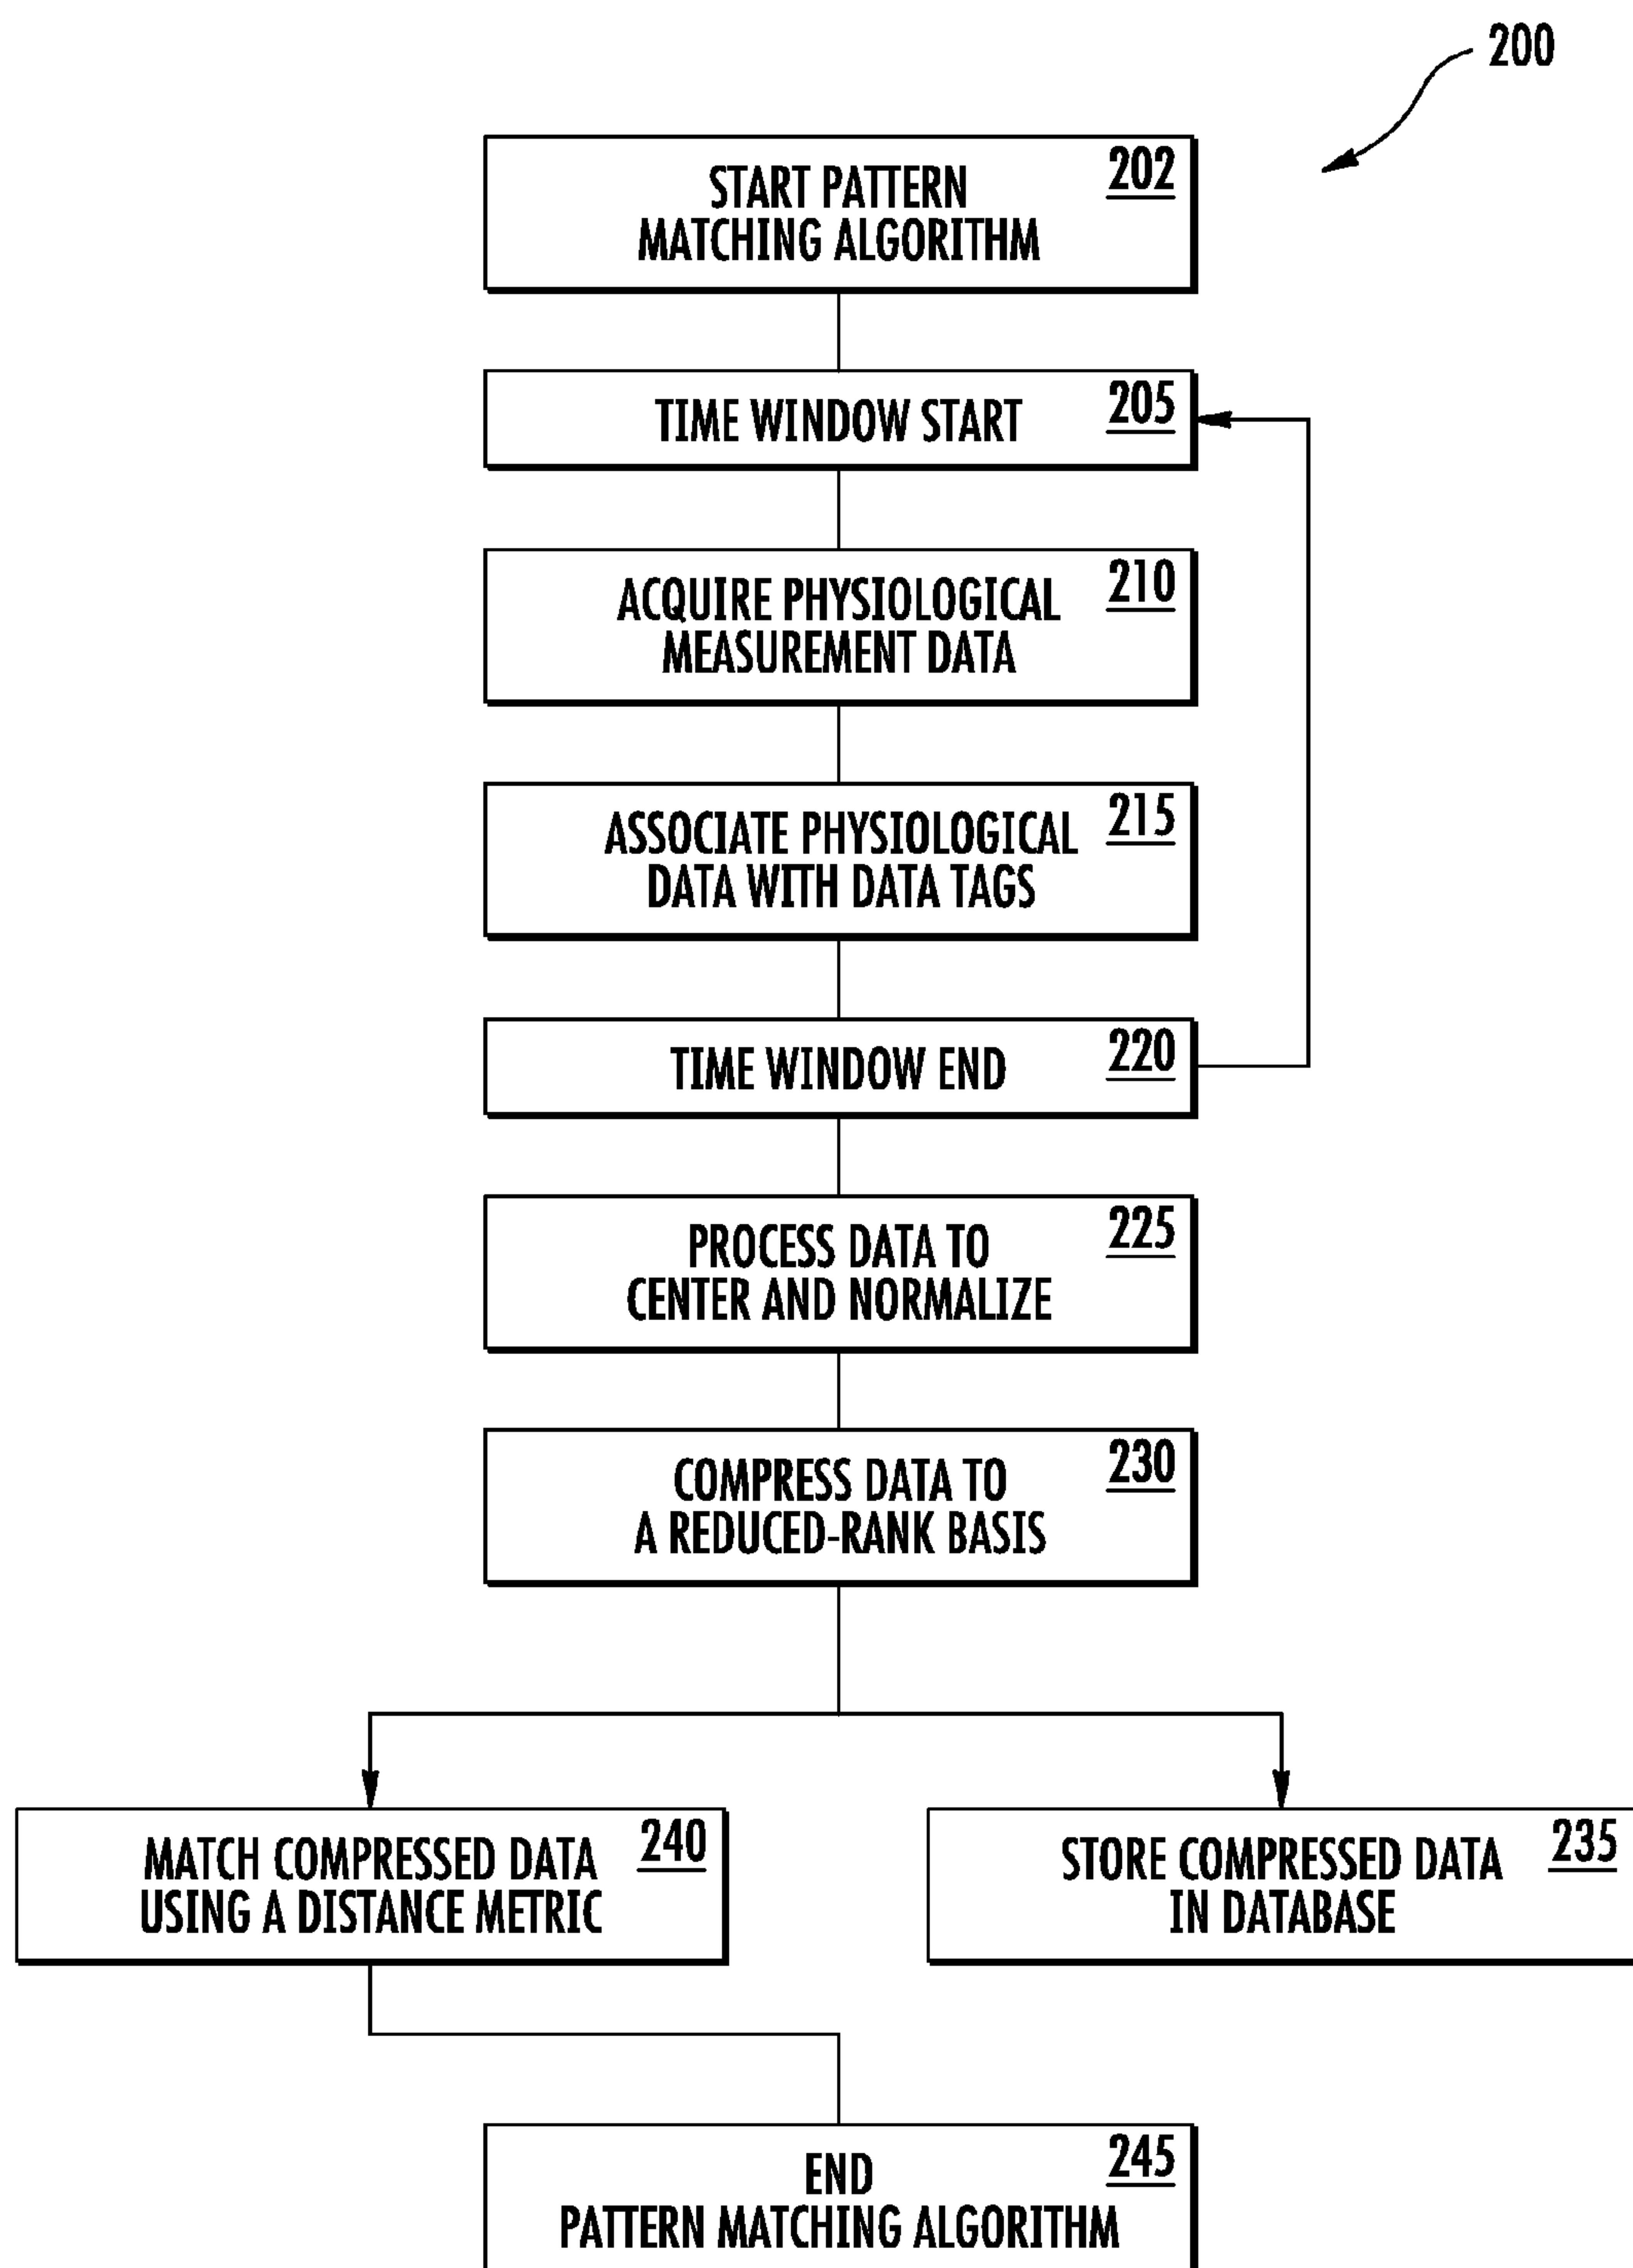 200
202
START PATTERN
MATCHING ALGORITHM
205
TIME WINDOW START
210
ACQUIRE PHYSIOLOGICAL
MEASUREMENT DATA
215
ASSOCIATE PHYSIOLOGICAL
DATA WITH DATA TAGS
220
TIME WINDOW END
225
PROCESS DATA TO
CENTER AND NORMALIZE
230
COMPRESS DATA TO
A REDUCED-RANK BASIS
240
MATCH COMPRESSED DATA
USING A DISTANCE METRIC
235
STORE COMPRESSED DATA
IN DATABASE
245
END
PATTERN MATCHING ALGORITHM